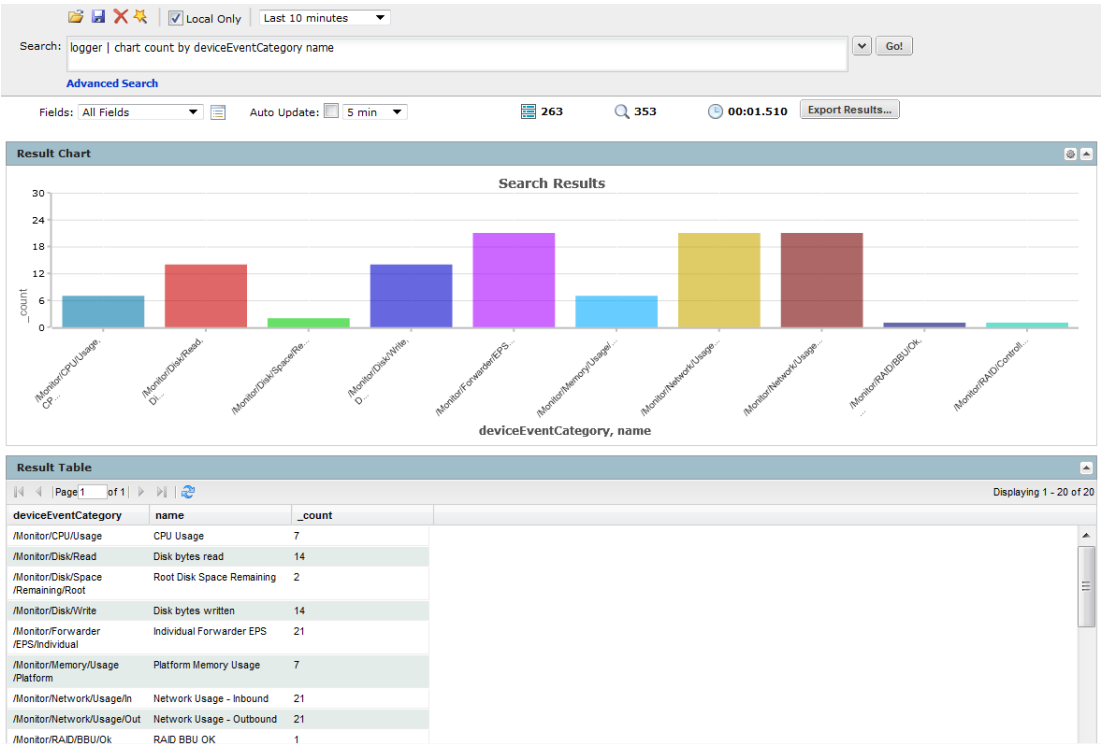 Local Only Last 10 minutes
Search: logger | chart count by deviceEventCategory name Go!
Advanced Search
Fields: All Fields Auto Update: 5 min 263 353 00:01.510 Export Results...
Result Chart
Search Results
30
24
18
12
6
0
_count
/Monitor/CPU/Usage,
CP...
/Monitor/Disk/Read,
Di...
/Monitor/Disk/Space/Re...
/Monitor/Disk/Write,
D...
/Monitor/Forwarder/EPS...
/Monitor/Memory/Usage/...
/Monitor/Network/Usage...
/Monitor/Network/Usage...
/Monitor/RAID/BBU/Ok,
...
/Monitor/RAID/Controll...
deviceEventCategory, name
Result Table
Page 1 of 1 Displaying 1 - 20 of 20
deviceEventCategory name _count
/Monitor/CPU/Usage CPU Usage 7
/Monitor/Disk/Read Disk bytes read 14
/Monitor/Disk/Space Root Disk Space Remaining 2
/Remaining/Root
/Monitor/Disk/Write Disk bytes written 14
/Monitor/Forwarder Individual Forwarder EPS 21
/EPS/Individual
/Monitor/Memory/Usage Platform Memory Usage 7
/Platform
/Monitor/Network/Usage/In Network Usage - Inbound 21
/Monitor/Network/Usage/Out Network Usage - Outbound 21
/Monitor/RAID/BBU/Ok RAID BBU OK 1